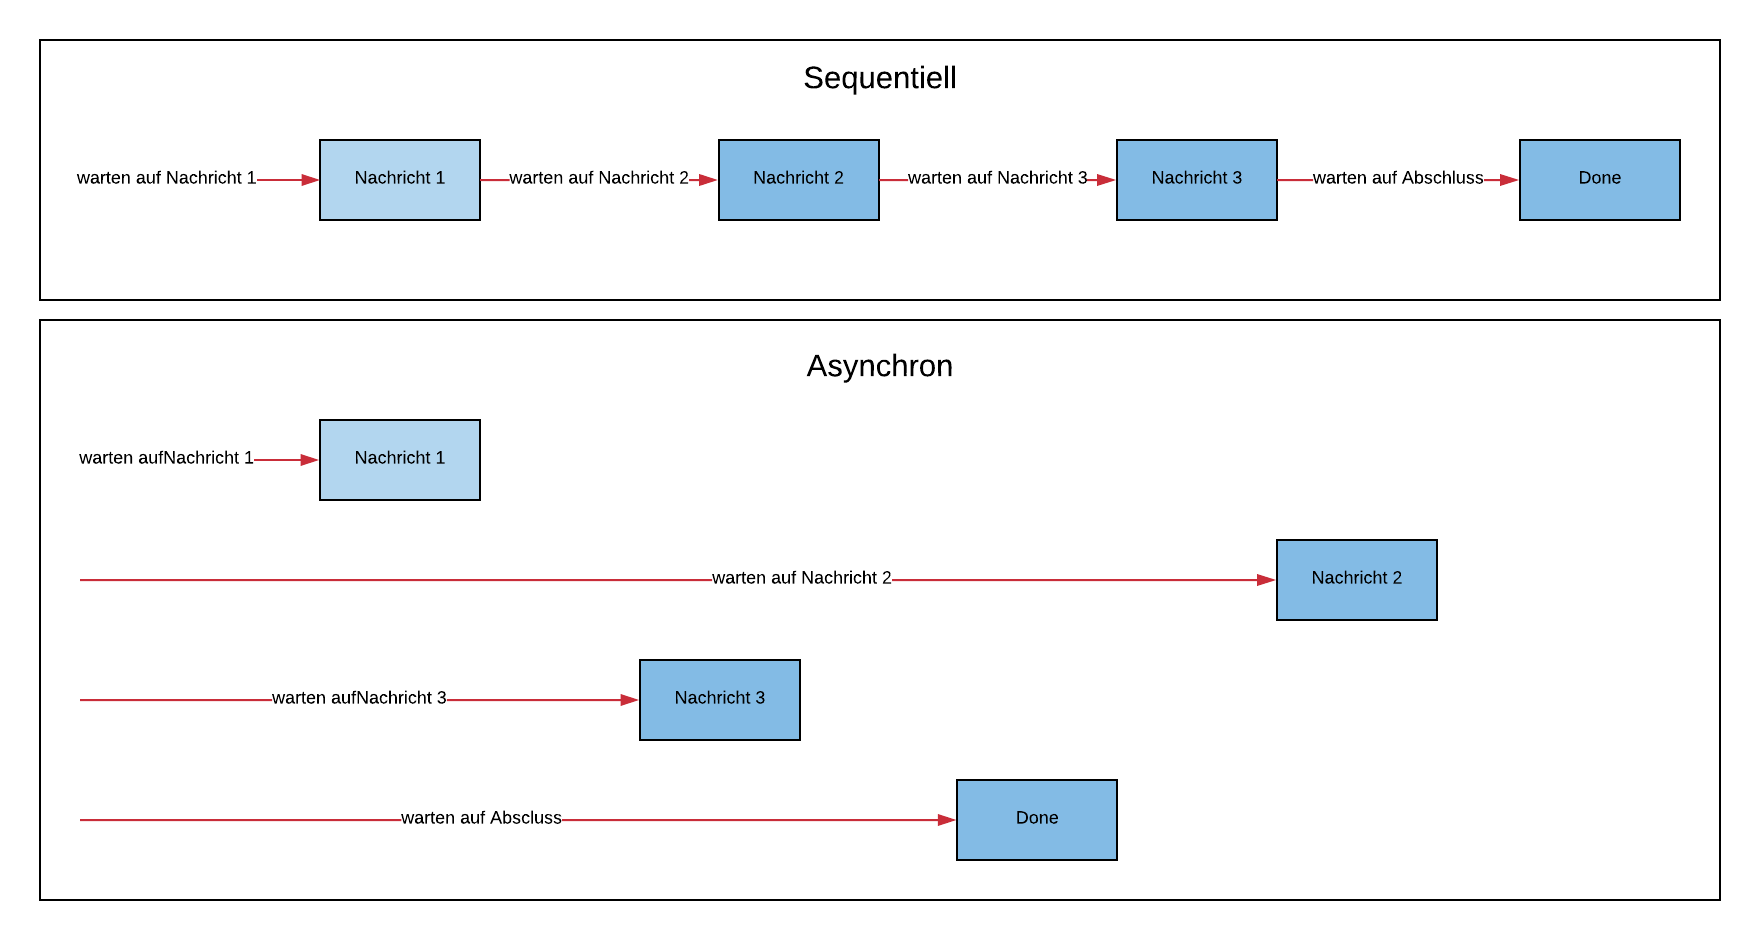 Sequentiell
warten auf Nachricht 1
Nachricht 1
warten auf Nachricht 2
Nachricht 2
warten auf Nachricht 3
Nachricht 3
warten auf Abschluss
Done
Asynchron
warten aufNachricht 1
Nachricht 1
warten auf Nachricht 2
Nachricht 2
warten aufNachricht 3
Nachricht 3
warten auf Abscluss
Done